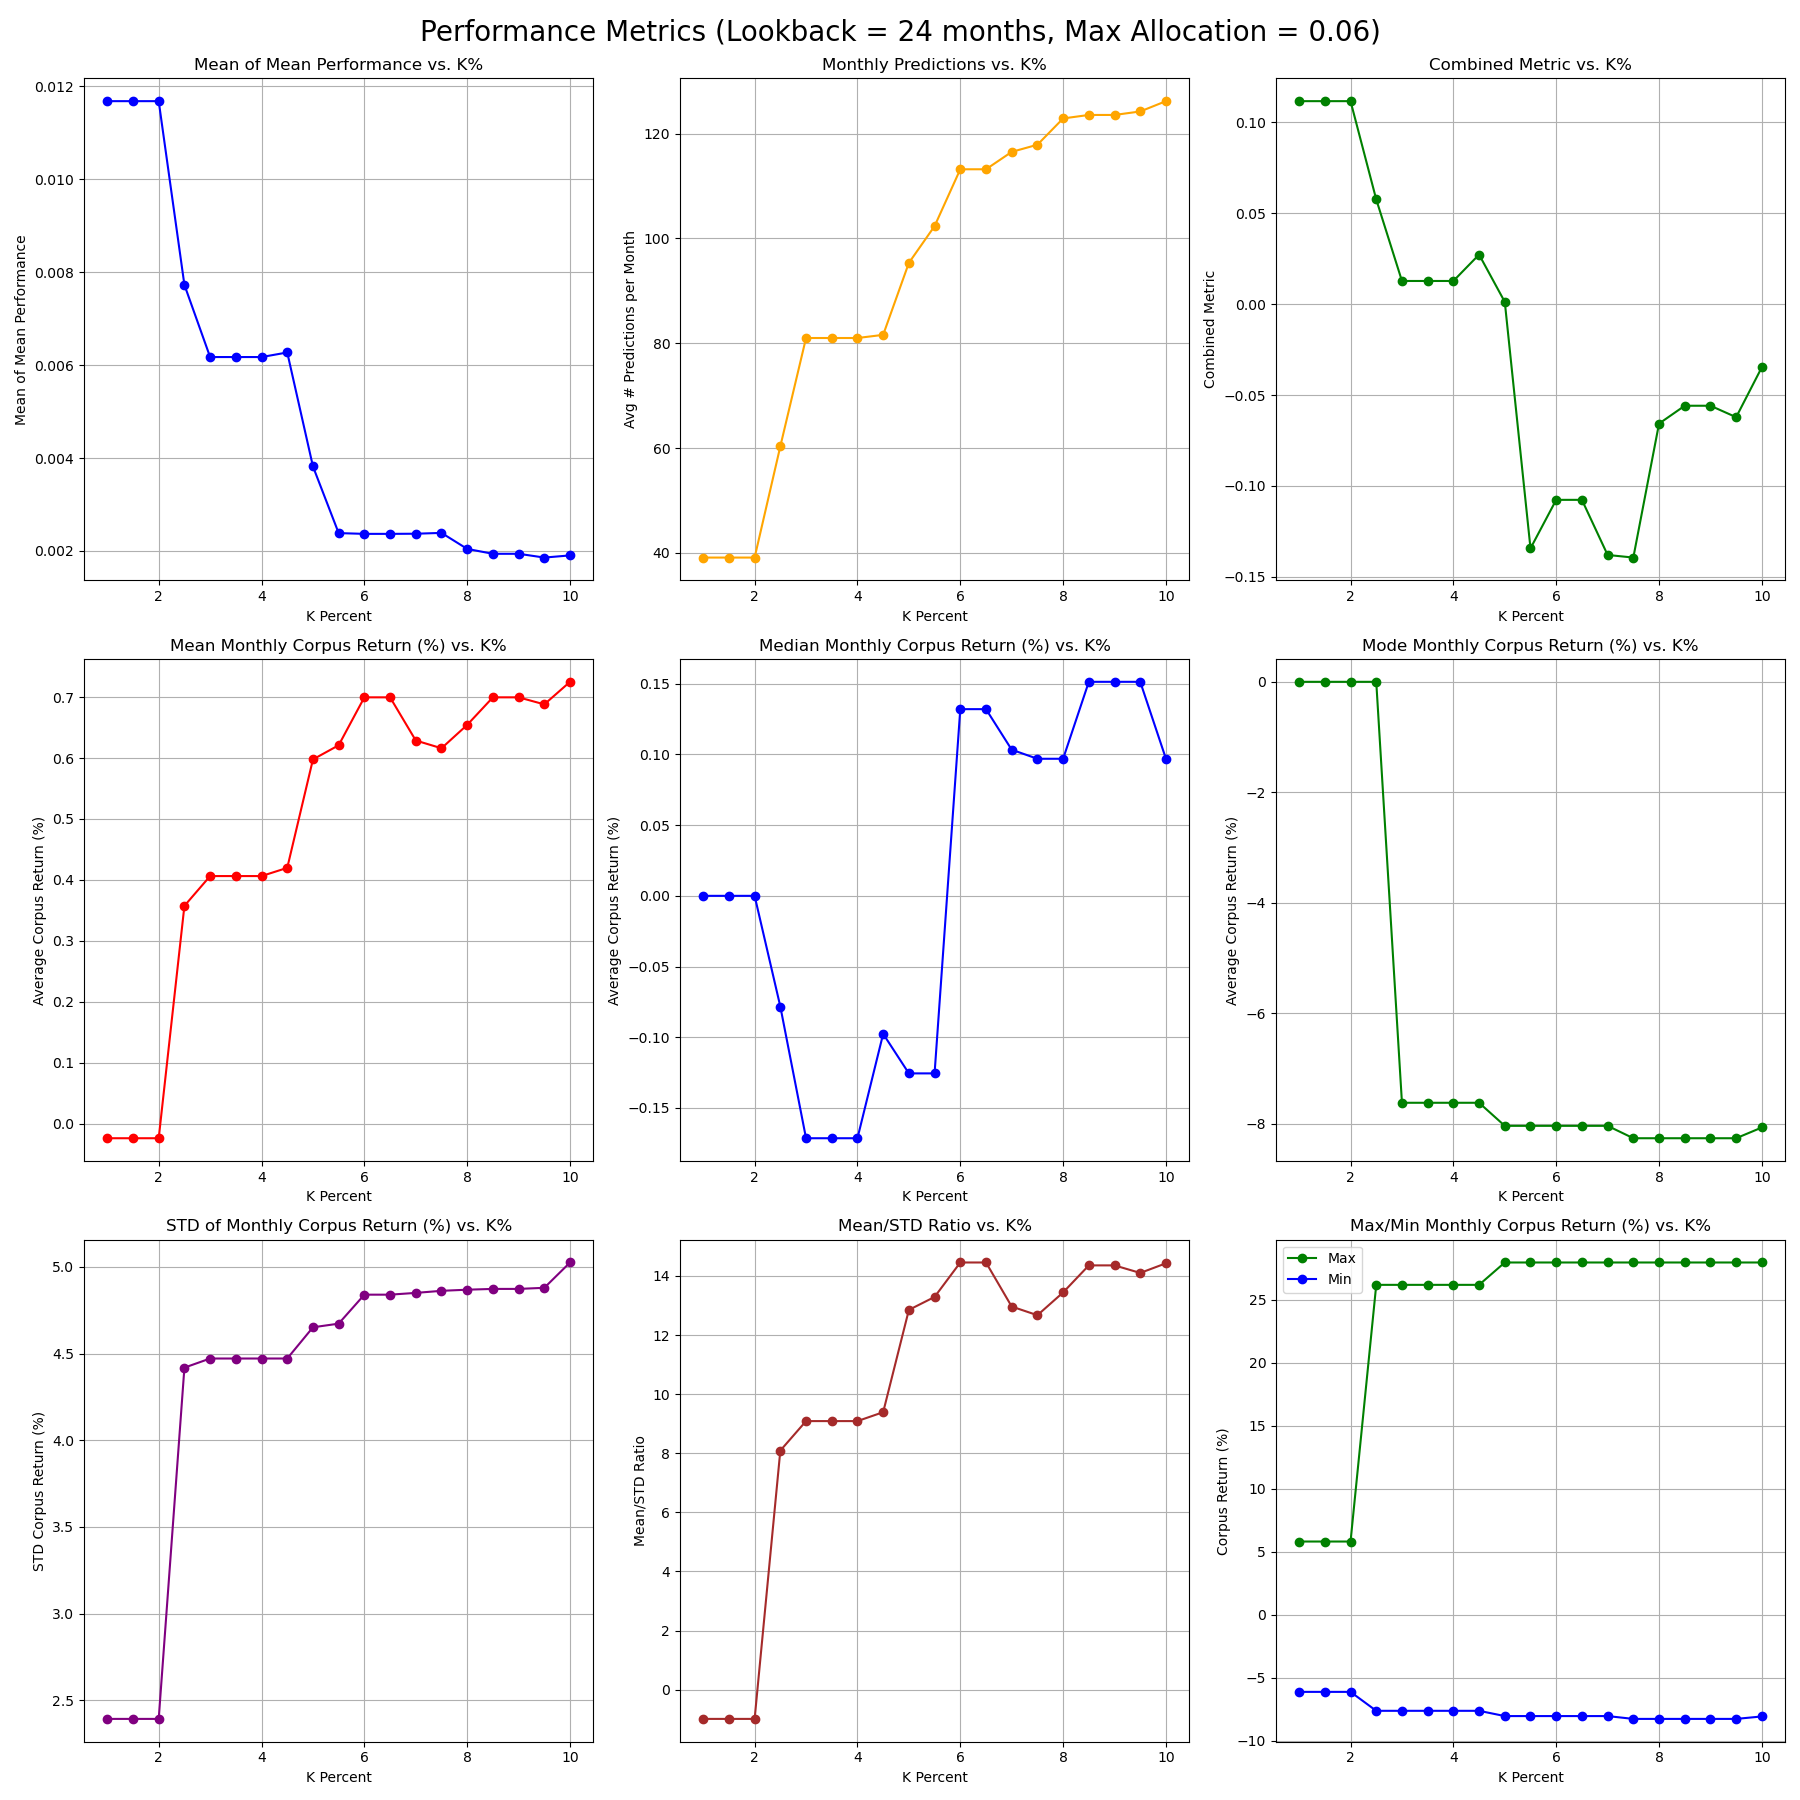 Performance Metrics (Lookback = 24 months, Max Allocation = 0.06)
Mean of Mean Performance vs. K%
Mean of Mean Performance
0.012
0.010
0.008
0.006
0.004
0.002
2 4 6 8 10
K Percent
Monthly Predictions vs. K%
Avg # Predictions per Month
120
100
80
60
40
2 4 6 8 10
K Percent
Combined Metric vs. K%
Combined Metric
0.10
0.05
0.00
−0.05
−0.10
−0.15
2 4 6 8 10
K Percent
Mean Monthly Corpus Return (%) vs. K%
Average Corpus Return (%)
0.7
0.6
0.5
0.4
0.3
0.2
0.1
0.0
2 4 6 8 10
K Percent
Median Monthly Corpus Return (%) vs. K%
Average Corpus Return (%)
0.15
0.10
0.05
0.00
−0.05
−0.10
−0.15
2 4 6 8 10
K Percent
Mode Monthly Corpus Return (%) vs. K%
Average Corpus Return (%)
0
−2
−4
−6
−8
2 4 6 8 10
K Percent
STD of Monthly Corpus Return (%) vs. K%
STD Corpus Return (%)
5.0
4.5
4.0
3.5
3.0
2.5
2 4 6 8 10
K Percent
Mean/STD Ratio vs. K%
Mean/STD Ratio
14
12
10
8
6
4
2
0
2 4 6 8 10
K Percent
Max/Min Monthly Corpus Return (%) vs. K%
Max
Min
Corpus Return (%)
25
20
15
10
5
0
−5
−10
2 4 6 8 10
K Percent